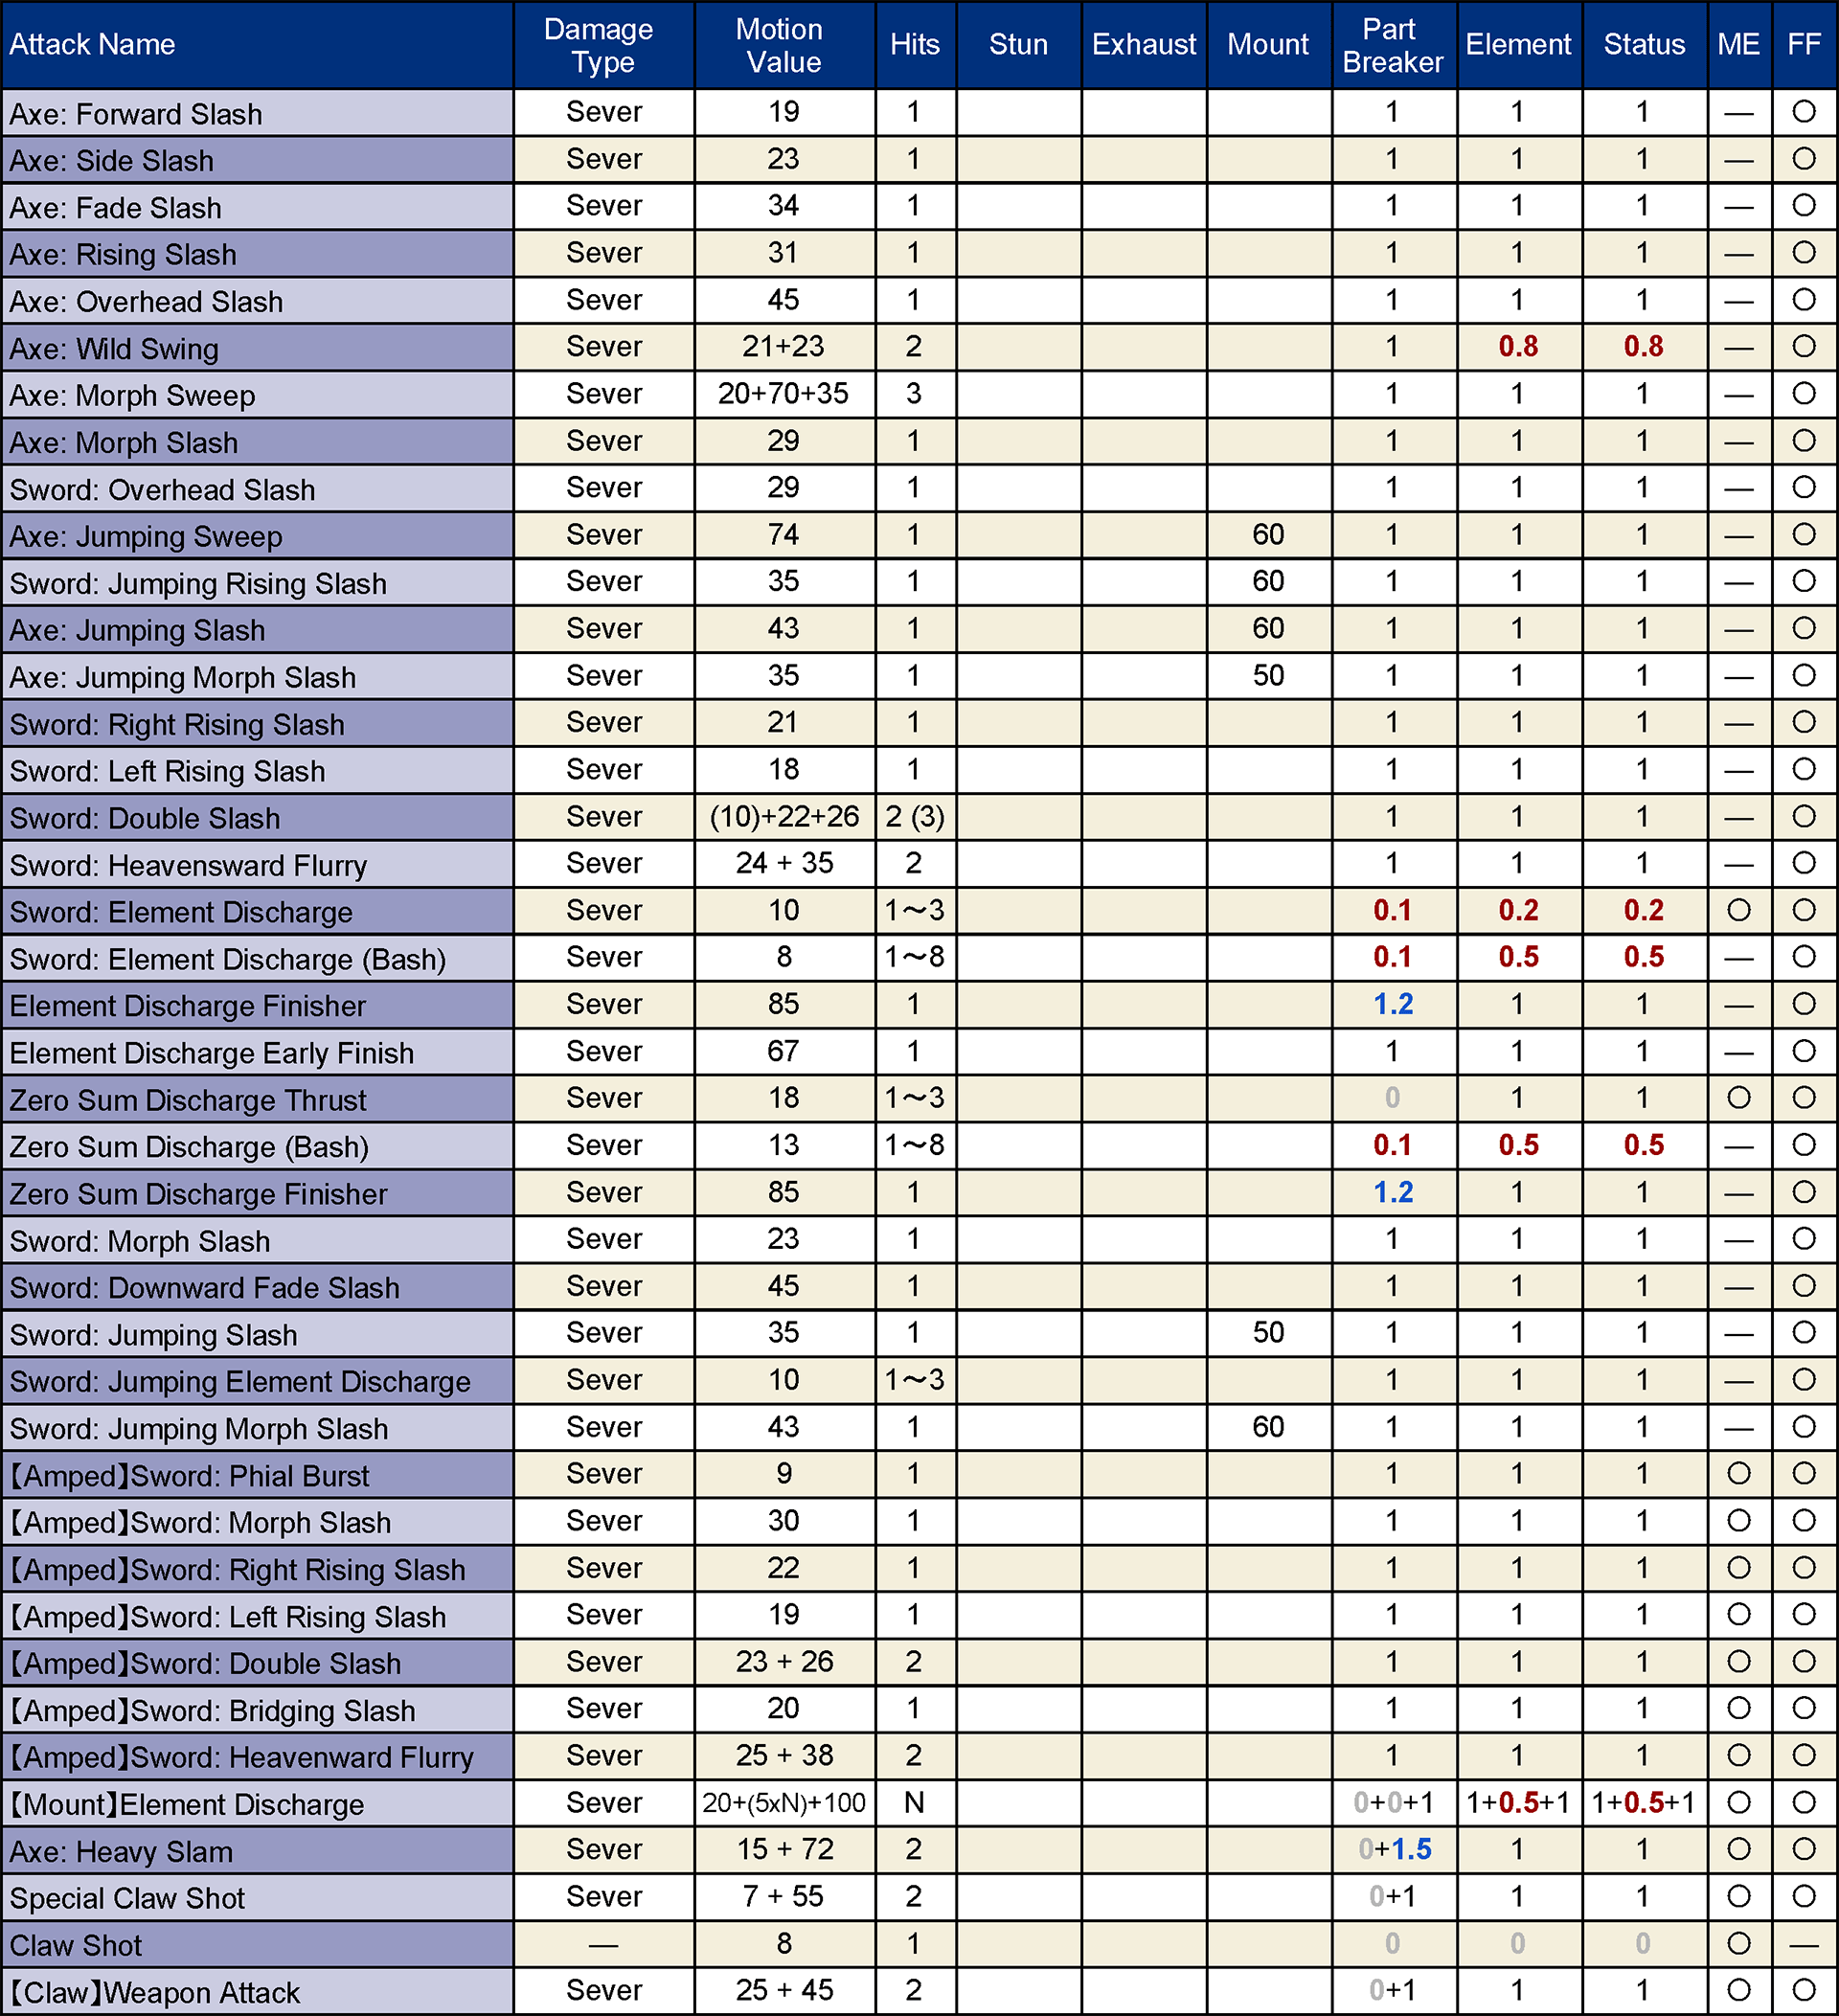 Attack Name Damage Type Motion Value Hits Stun Exhaust Mount Part Breaker Element Status ME FF
Axe: Forward Slash Sever 19 1 1 1 1 — ○
Axe: Side Slash Sever 23 1 1 1 1 — ○
Axe: Fade Slash Sever 34 1 1 1 1 — ○
Axe: Rising Slash Sever 31 1 1 1 1 — ○
Axe: Overhead Slash Sever 45 1 1 1 1 — ○
Axe: Wild Swing Sever 21+23 2 1 0.8 0.8 — ○
Axe: Morph Sweep Sever 20+70+35 3 1 1 1 — ○
Axe: Morph Slash Sever 29 1 1 1 1 — ○
Sword: Overhead Slash Sever 29 1 1 1 1 — ○
Axe: Jumping Sweep Sever 74 1 60 1 1 1 — ○
Sword: Jumping Rising Slash Sever 35 1 60 1 1 1 — ○
Axe: Jumping Slash Sever 43 1 60 1 1 1 — ○
Axe: Jumping Morph Slash Sever 35 1 50 1 1 1 — ○
Sword: Right Rising Slash Sever 21 1 1 1 1 — ○
Sword: Left Rising Slash Sever 18 1 1 1 1 — ○
Sword: Double Slash Sever (10)+22+26 2 (3) 1 1 1 — ○
Sword: Heavensward Flurry Sever 24 + 35 2 1 1 1 — ○
Sword: Element Discharge Sever 10 1～3 0.1 0.2 0.2 ○ ○
Sword: Element Discharge (Bash) Sever 8 1～8 0.1 0.5 0.5 — ○
Element Discharge Finisher Sever 85 1 1.2 1 1 — ○
Element Discharge Early Finish Sever 67 1 1 1 1 — ○
Zero Sum Discharge Thrust Sever 18 1～3 0 1 1 ○ ○
Zero Sum Discharge (Bash) Sever 13 1～8 0.1 0.5 0.5 — ○
Zero Sum Discharge Finisher Sever 85 1 1.2 1 1 — ○
Sword: Morph Slash Sever 23 1 1 1 1 — ○
Sword: Downward Fade Slash Sever 45 1 1 1 1 — ○
Sword: Jumping Slash Sever 35 1 50 1 1 1 — ○
Sword: Jumping Element Discharge Sever 10 1～3 1 1 1 — ○
Sword: Jumping Morph Slash Sever 43 1 60 1 1 1 — ○
【Amped】Sword: Phial Burst Sever 9 1 1 1 1 ○ ○
【Amped】Sword: Morph Slash Sever 30 1 1 1 1 ○ ○
【Amped】Sword: Right Rising Slash Sever 22 1 1 1 1 ○ ○
【Amped】Sword: Left Rising Slash Sever 19 1 1 1 1 ○ ○
【Amped】Sword: Double Slash Sever 23 + 26 2 1 1 1 ○ ○
【Amped】Sword: Bridging Slash Sever 20 1 1 1 1 ○ ○
【Amped】Sword: Heavenward Flurry Sever 25 + 38 2 1 1 1 ○ ○
【Mount】Element Discharge Sever 20+(5xN)+100 N 0+0+1 1+0.5+1 1+0.5+1 ○ ○
Axe: Heavy Slam Sever 15 + 72 2 0+1.5 1 1 ○ ○
Special Claw Shot Sever 7 + 55 2 0+1 1 1 ○ ○
Claw Shot — 8 1 0 0 0 ○ —
【Claw】Weapon Attack Sever 25 + 45 2 0+1 1 1 ○ ○